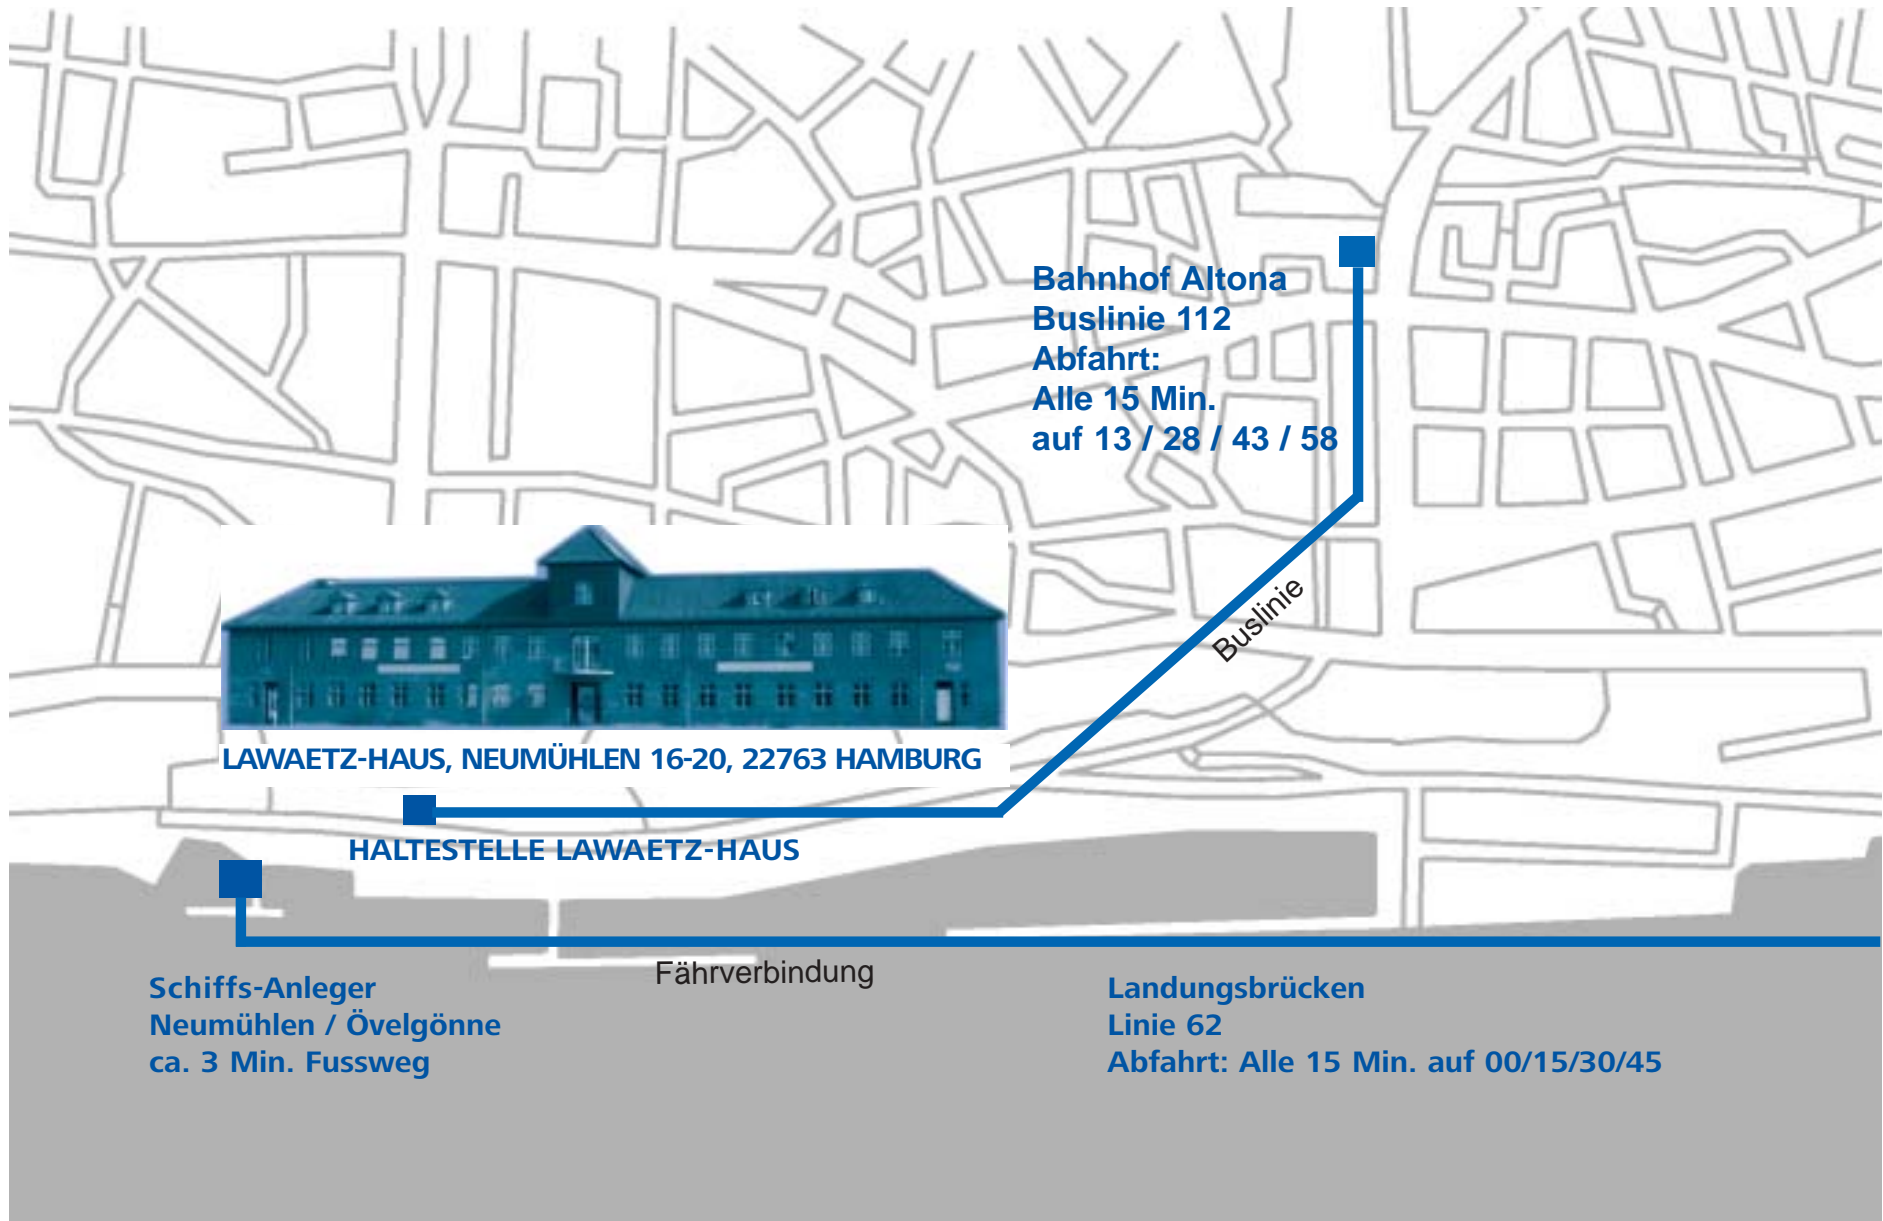 Bahnhof Altona
Buslinie 112
Abfahrt:
Alle 15 Min.
auf 13 / 28 / 43 / 58
Buslinie
LAWAETZ-HAUS, NEUMÜHLEN 16-20, 22763 HAMBURG
HALTESTELLE LAWAETZ-HAUS
Fährverbindung
Schiffs-Anleger
Neumühlen / Övelgönne
ca. 3 Min. Fussweg
Landungsbrücken
Linie 62
Abfahrt: Alle 15 Min. auf 00/15/30/45